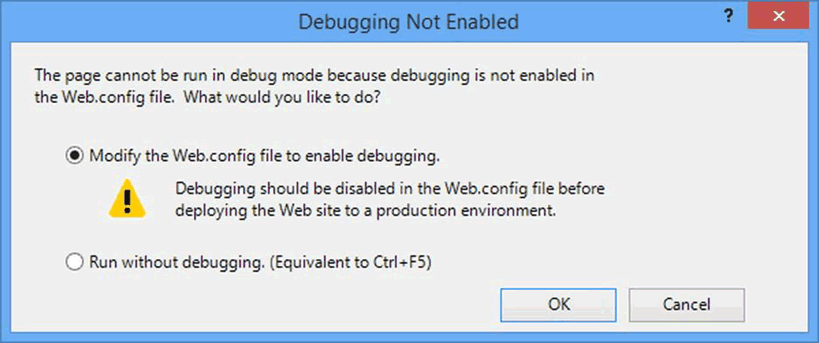 Debugging Not Enabled
?
The page cannot be run in debug mode because debugging is not enabled in
the Web.config file. What would you like to do?
Modify the Web.config file to enable debugging.
Debugging should be disabled in the Web.config file before
deploying the Web site to a production environment.
Run without debugging. (Equivalent to Ctrl+F5)
OK
Cancel